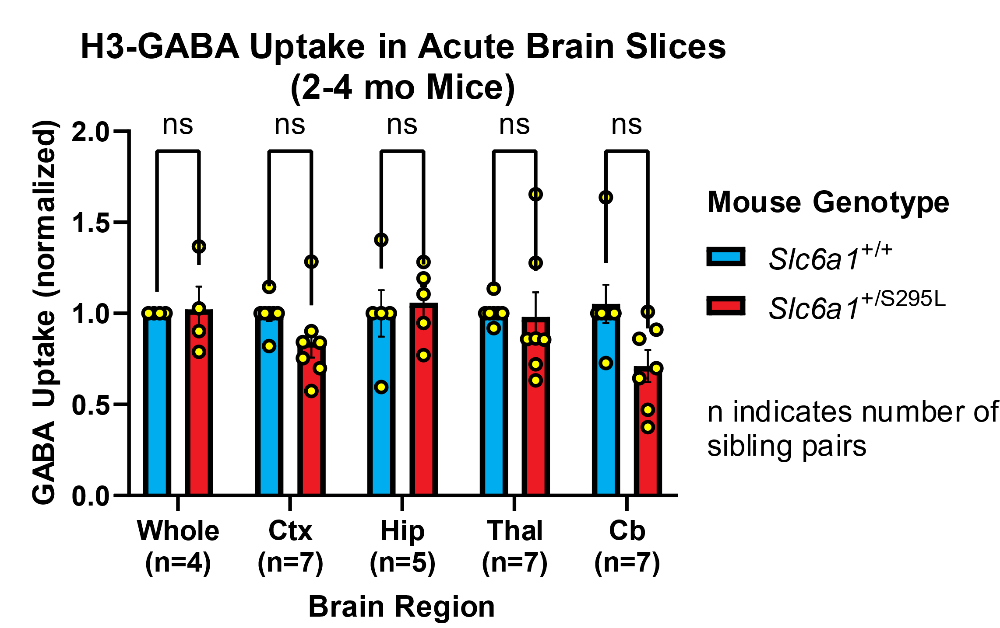 H3-GABA Uptake in Acute Brain Slices
(2-4 mo Mice)
ns ns ns ns ns
GABA Uptake (normalized)
2.0
1.5
1.0
0.5
0.0
Whole Ctx Hip Thal Cb
(n=4) (n=7) (n=5) (n=7) (n=7)
Brain Region
Mouse Genotype
Slc6a1+/+
Slc6a1+/S295L
n indicates number of
sibling pairs